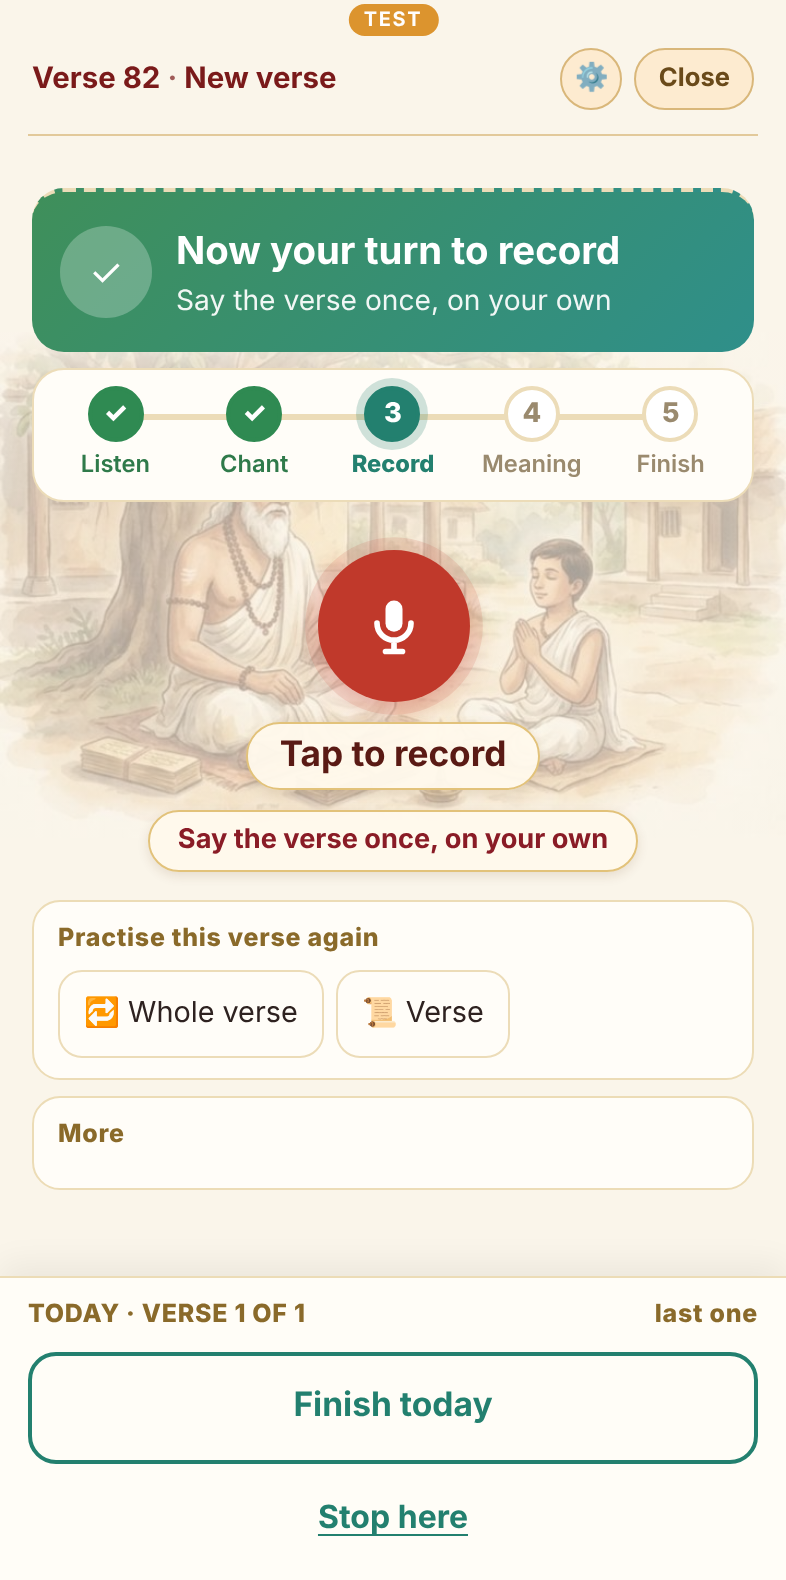 TEST
Verse 82 · New verse
⚙️ Close
✓ Now your turn to record
Say the verse once, on your own
✓ ✓ 3 4 5
Listen Chant Record Meaning Finish
Tap to record
Say the verse once, on your own
Practise this verse again
🔁 Whole verse 📜 Verse
More
TODAY · VERSE 1 OF 1 last one
Finish today
Stop here